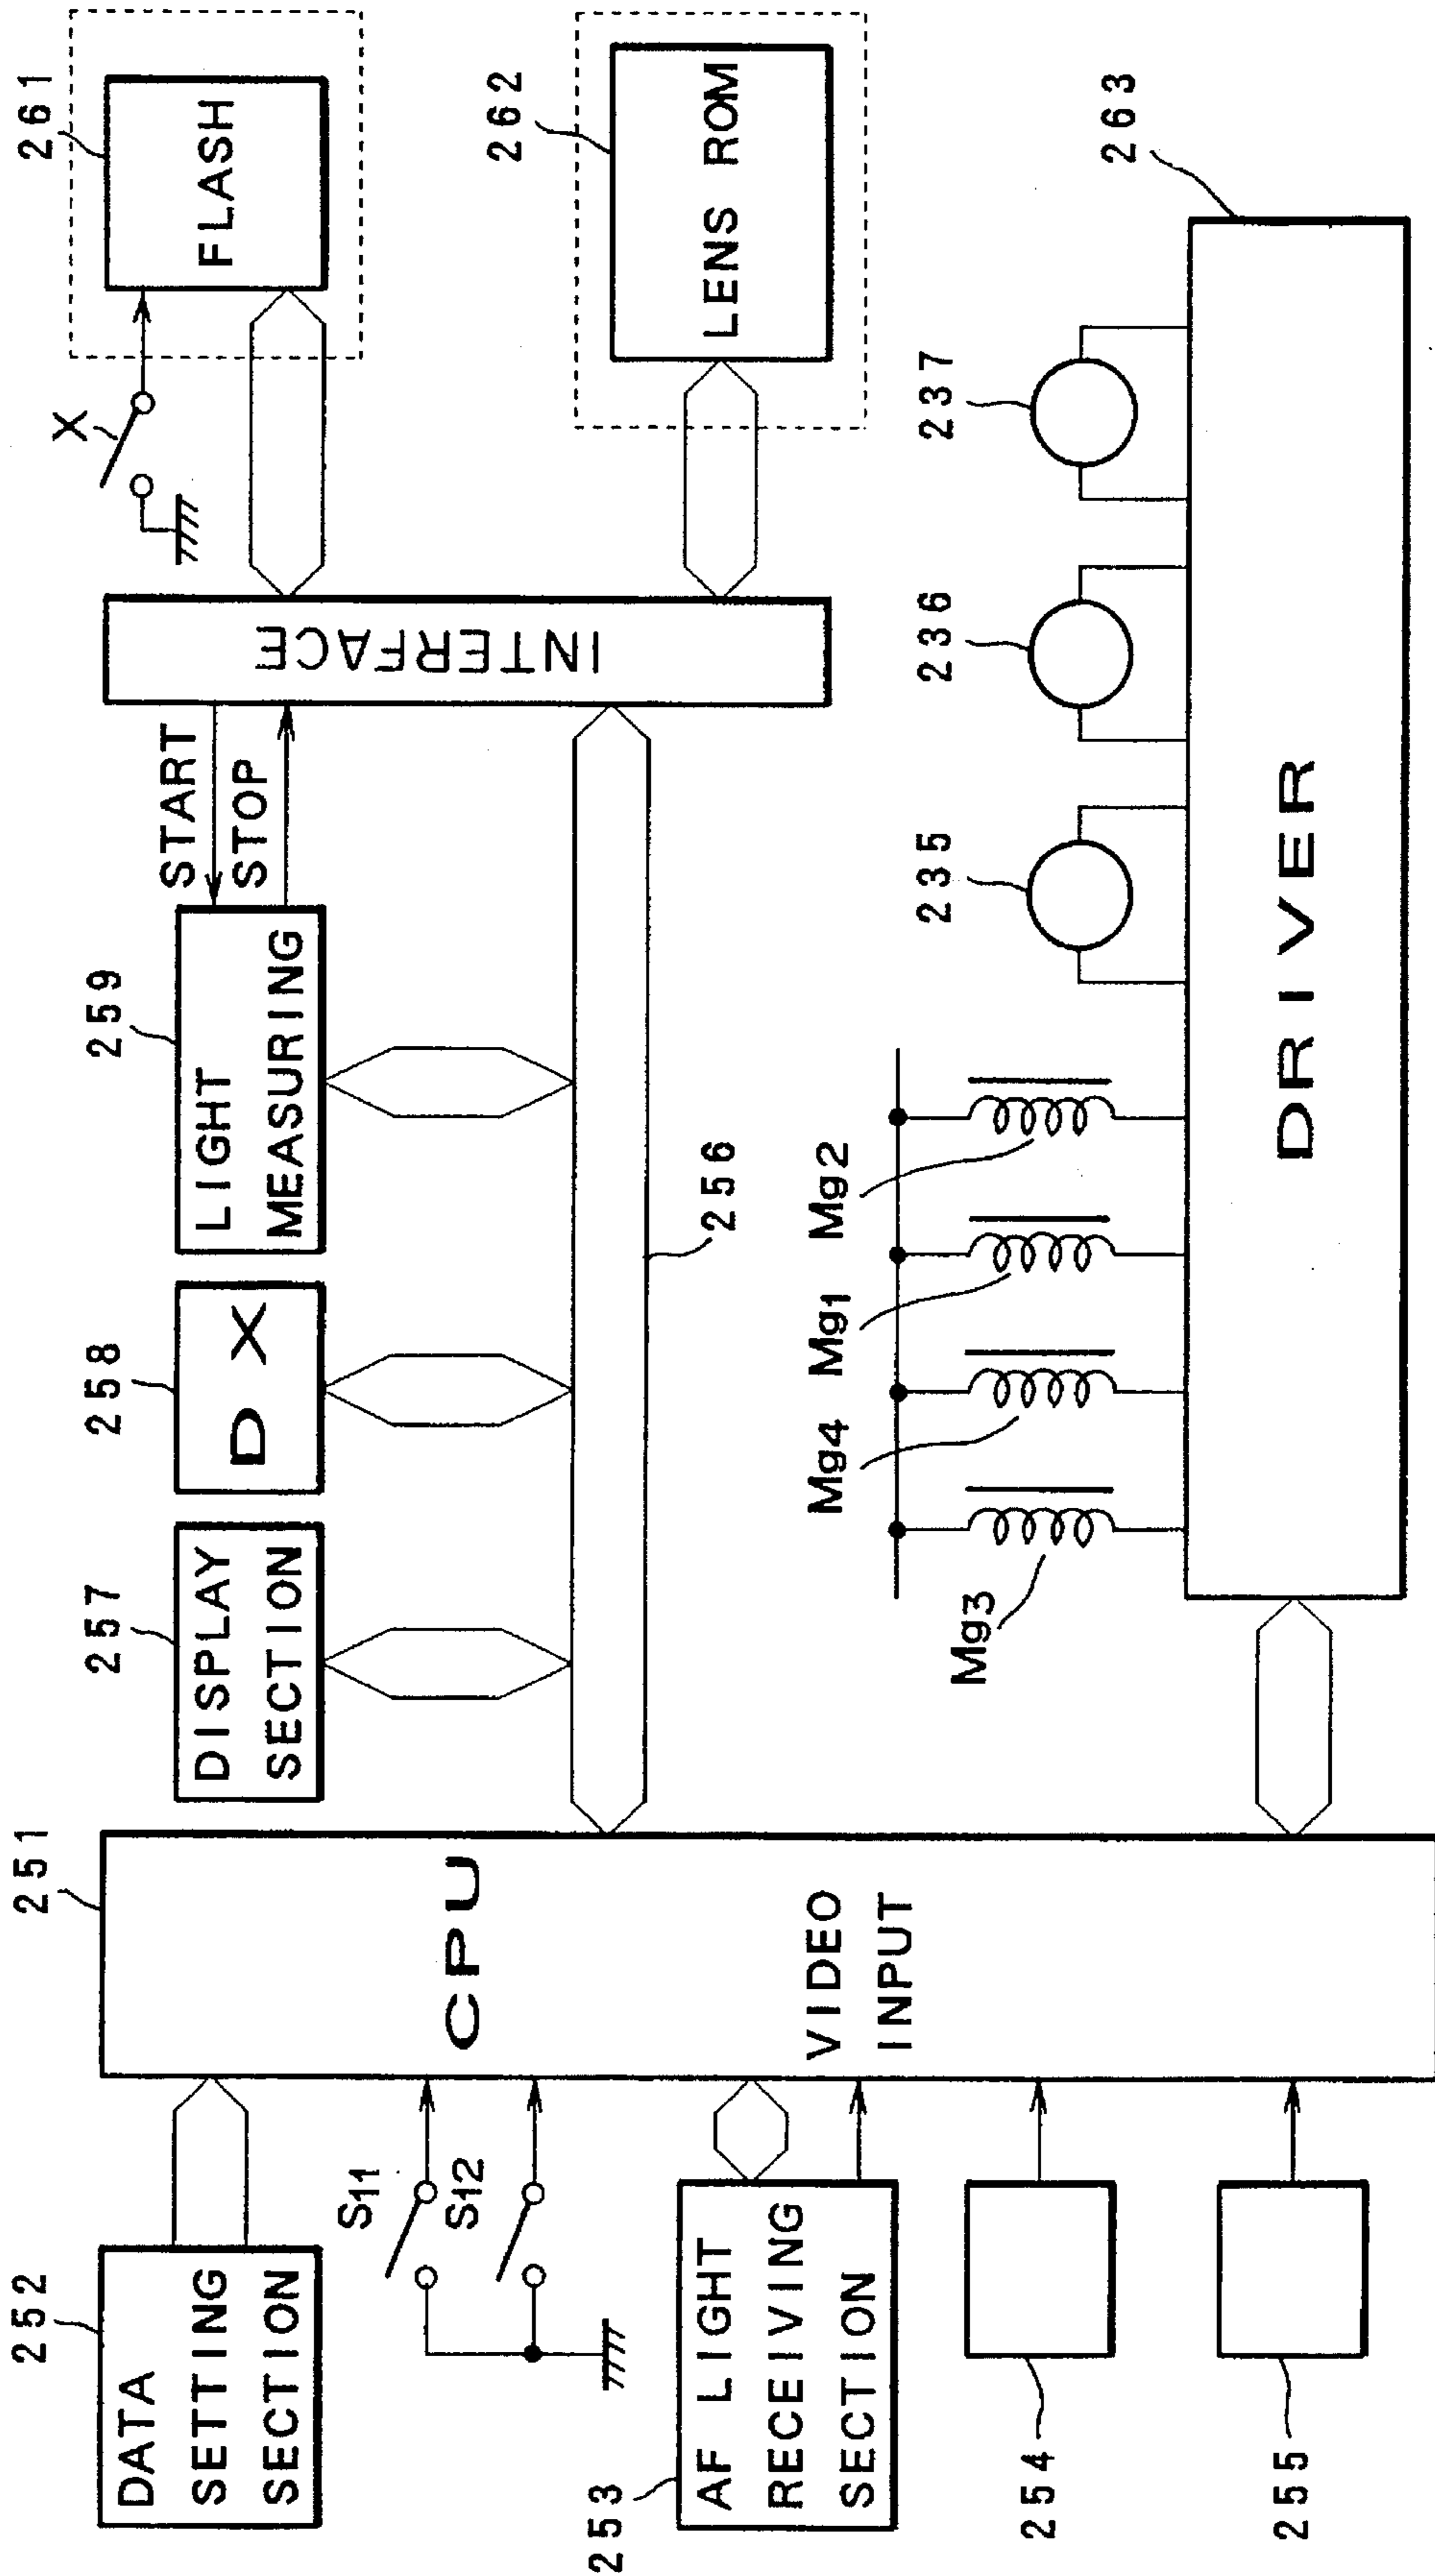 252
DATA
SETTING
SECTION
S11
S12
253
AF LIGHT
RECEIVING
SECTION
254
255
251
CPU
VIDEO
INPUT
257
DISPLAY
SECTION
258
DX
259
LIGHT
MEASURING
START
STOP
256
INTERFACE
X
261
FLASH
262
LENS ROM
Mg3
Mg4
Mg1
Mg2
235
236
237
263
DRIVER